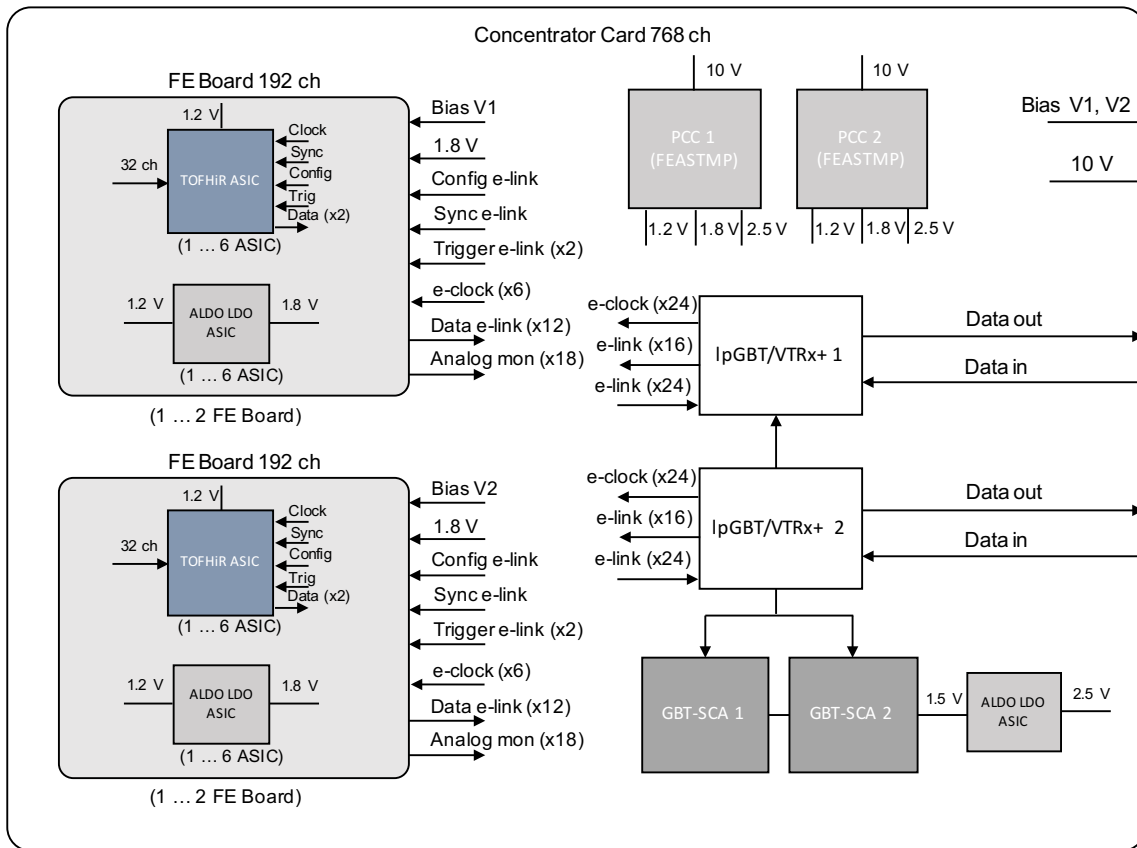 Concentrator Card 768 ch
FE Board 192 ch
1.2 V
32 ch
TOFHiR ASIC
Clock
Sync
Config
Trig
Data (x2)
(1 ... 6 ASIC)
1.2 V
ALDO LDO
ASIC
1.8 V
(1 ... 6 ASIC)
(1 ... 2 FE Board)
Bias V1
1.8 V
Config e-link
Sync e-link
Trigger e-link (x2)
e-clock (x6)
Data e-link (x12)
Analog mon (x18)
FE Board 192 ch
1.2 V
32 ch
TOFHiR ASIC
Clock
Sync
Config
Trig
Data (x2)
(1 ... 6 ASIC)
1.2 V
ALDO LDO
ASIC
1.8 V
(1 ... 6 ASIC)
(1 ... 2 FE Board)
Bias V2
1.8 V
Config e-link
Sync e-link
Trigger e-link (x2)
e-clock (x6)
Data e-link (x12)
Analog mon (x18)
10 V
PCC 1
(FEASTMP)
1.2 V
1.8 V
2.5 V
10 V
PCC 2
(FEASTMP)
1.2 V
1.8 V
2.5 V
Bias V1, V2
10 V
e-clock (x24)
e-link (x16)
e-link (x24)
lpGBT/VTRx+ 1
Data out
Data in
e-clock (x24)
e-link (x16)
e-link (x24)
lpGBT/VTRx+ 2
Data out
Data in
GBT-SCA 1
GBT-SCA 2
1.5 V
ALDO LDO
ASIC
2.5 V